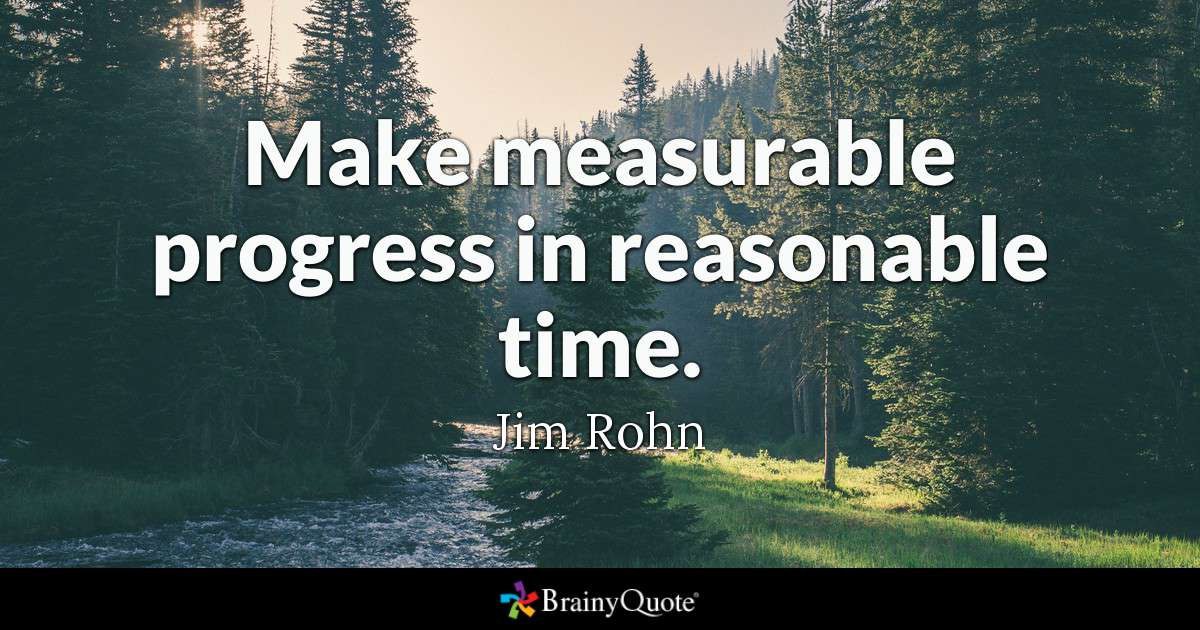 Make measurable
progress in reasonable
time.
Jim Rohn
BrainyQuote®